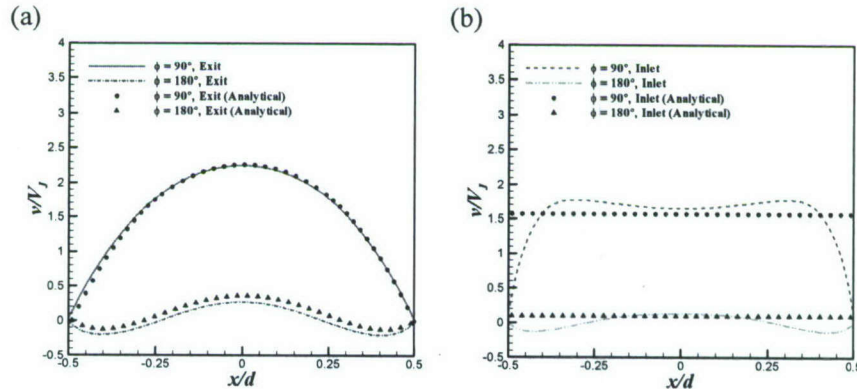 (a)
4
3.5
3
2.5
2
1.5
1
0.5
0
-0.5
v/V_J
ϕ = 90°, Exit
ϕ = 180°, Exit
ϕ = 90°, Exit (Analytical)
ϕ = 180°, Exit (Analytical)
-0.5 -0.25 0 0.25 0.5
x/d
(b)
4
3.5
3
2.5
2
1.5
1
0.5
0
-0.5
v/V_J
ϕ = 90°, Inlet
ϕ = 180°, Inlet
ϕ = 90°, Inlet (Analytical)
ϕ = 180°, Inlet (Analytical)
-0.5 -0.25 0 0.25 0.5
x/d